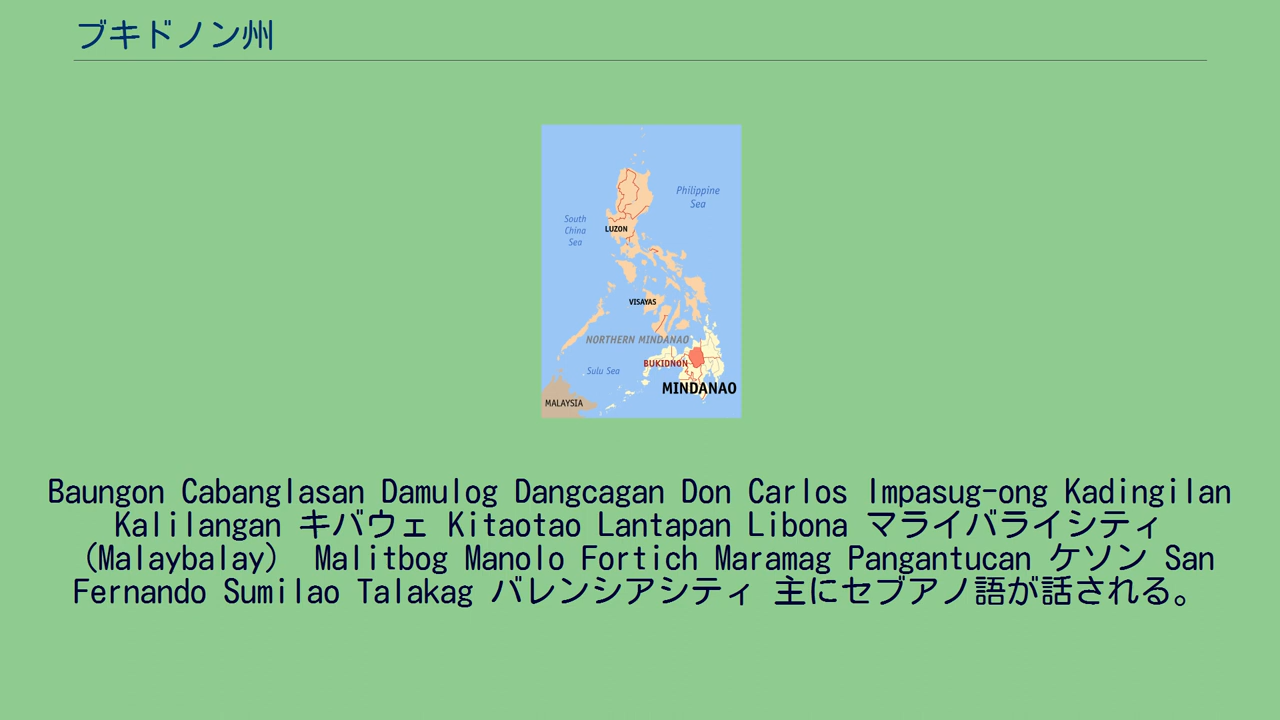 ブキドノン州
Philippine
Sea
South
China
Sea
LUZON
VISAYAS
NORTHERN MINDANAO
BUKIDNON
Sulu Sea
MINDANAO
MALAYSIA
Baungon Cabanglasan Damulog Dangcagan Don Carlos Impasug-ong Kadingilan
Kalilangan キバウェ Kitaotao Lantapan Libona マライバライシティ
（Malaybalay） Malitbog Manolo Fortich Maramag Pangantucan ケソン San
Fernando Sumilao Talakag バレンシアシティ 主にセブアノ語が話される。